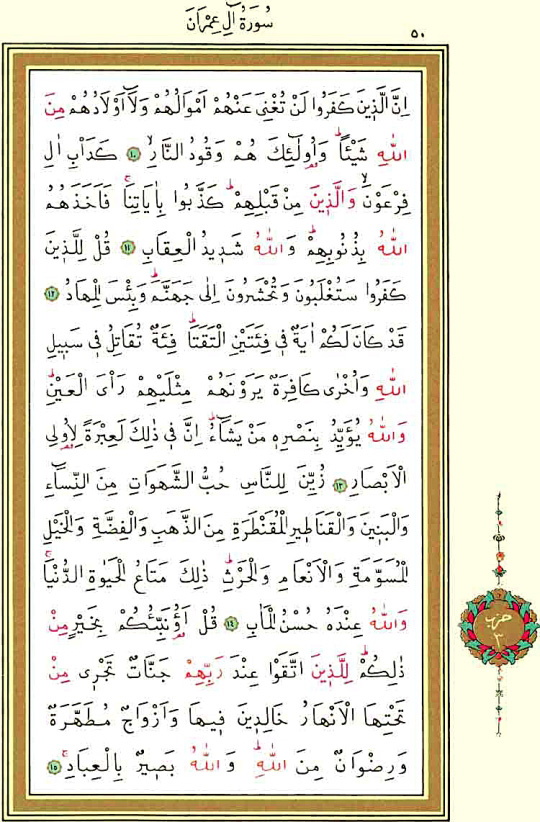 سُورَةُ اٰلِ عِمْرَانَ
٥٠
اِنَّ الَّذ۪ينَ كَفَرُوا لَنْ تُغْنِيَ عَنْهُمْ اَمْوَالُهُمْ وَلَٓا اَوْلَادُهُمْ مِنَ
اللّٰهِ شَيْـًٔاۜ وَاُو۬لٰٓئِكَ هُمْ وَقُودُ النَّارِۙ ﴿١٠﴾ كَدَأْبِ اٰلِ
فِرْعَوْنَۙ وَالَّذ۪ينَ مِنْ قَبْلِهِمْۜ كَذَّبُوا بِاٰيَاتِنَاۚ فَاَخَذَهُمُ
اللّٰهُ بِذُنُوبِهِمْۜ وَاللّٰهُ شَد۪يدُ الْعِقَابِ ﴿١١﴾ قُلْ لِلَّذ۪ينَ
كَفَرُوا سَتُغْلَبُونَ وَتُحْشَرُونَ اِلٰى جَهَنَّمَۜ وَبِئْسَ الْمِهَادُ ﴿١٢﴾
قَدْ كَانَ لَكُمْ اٰيَةٌ ف۪ي فِئَتَيْنِ الْتَقَتَاۜ فِئَةٌ تُقَاتِلُ ف۪ي سَب۪يلِ
اللّٰهِ وَاُخْرٰى كَافِرَةٌ يَرَوْنَهُمْ مِثْلَيْهِمْ رَأْيَ الْعَيْنِۜ
وَاللّٰهُ يُؤَيِّدُ بِنَصْرِه۪ مَنْ يَشَٓاءُۜ اِنَّ ف۪ي ذٰلِكَ لَعِبْرَةً لِاُو۬لِي
الْاَبْصَارِ ﴿١٣﴾ زُيِّنَ لِلنَّاسِ حُبُّ الشَّهَوَاتِ مِنَ النِّسَٓاءِ
وَالْبَن۪ينَ وَالْقَنَاط۪يرِ الْمُقَنْطَرَةِ مِنَ الذَّهَبِ وَالْفِضَّةِ وَالْخَيْلِ
الْمُسَوَّمَةِ وَالْاَنْعَامِ وَالْحَرْثِۜ ذٰلِكَ مَتَاعُ الْحَيٰوةِ الدُّنْيَاۚ
وَاللّٰهُ عِنْدَهُ حُسْنُ الْمَاٰبِ ﴿١٤﴾ قُلْ اَؤُ۬نَبِّئُكُمْ بِخَيْرٍ مِنْ
ذٰلِكُمْۜ لِلَّذ۪ينَ اتَّقَوْا عِنْدَ رَبِّهِمْ جَنَّاتٌ تَجْر۪ي مِنْ
تَحْتِهَا الْاَنْهَارُ خَالِد۪ينَ ف۪يهَا وَاَزْوَاجٌ مُطَهَّرَةٌ
وَرِضْوَانٌ مِنَ اللّٰهِۜ وَاللّٰهُ بَص۪يرٌ بِالْعِبَادِۚ ﴿١٥﴾
حزب
٣